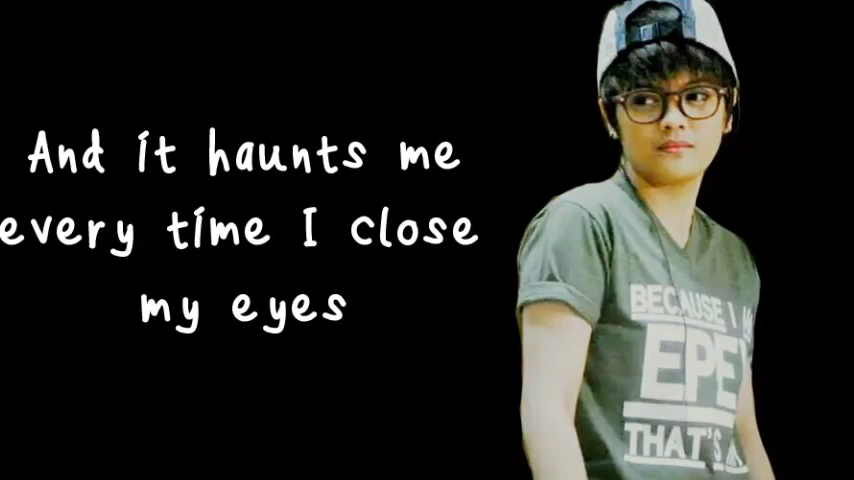 And it haunts me
every time I close
my eyes
BECAUSE I
EPE
THAT'S A